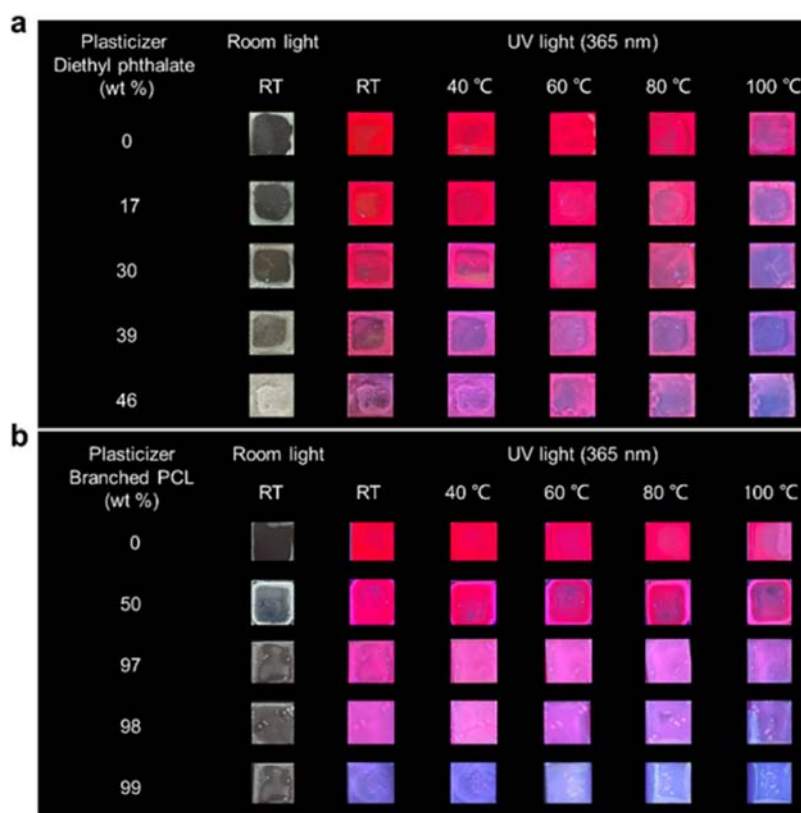 a
Plasticizer Room light UV light (365 nm)
Diethyl phthalate
(wt %) RT RT 40 ℃ 60 ℃ 80 ℃ 100 ℃
0
17
30
39
46
b
Plasticizer Room light UV light (365 nm)
Branched PCL
(wt %) RT RT 40 ℃ 60 ℃ 80 ℃ 100 ℃
0
50
97
98
99